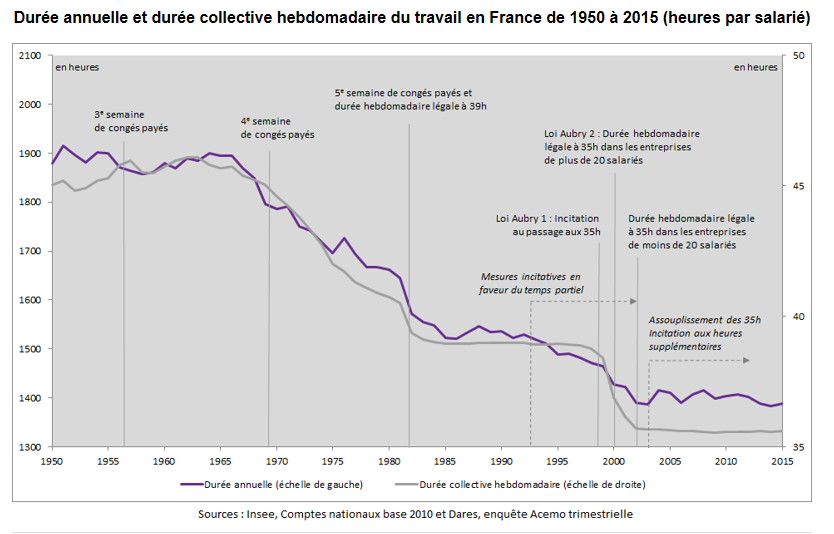 Durée annuelle et durée collective hebdomadaire du travail en France de 1950 à 2015 (heures par salarié)
2100
50
en heures
en heures
5e semaine de congés payés et
durée hebdomadaire légale à 39h
2000
3e semaine
de congés payés
4e semaine
de congés payés
Loi Aubry 2 : Durée hebdomadaire
légale à 35h dans les entreprises
de plus de 20 salariés
1900
1800
45
Loi Aubry 1 : Incitation
au passage aux 35h
Durée hebdomadaire légale
à 35h dans les entreprises
de moins de 20 salariés
1700
Mesures incitatives en
faveur du temps partiel
1600
40
Assouplissement des 35h
Incitation aux heures
supplémentaires
1500
1400
1300
35
1950 1955 1960 1965 1970 1975 1980 1985 1990 1995 2000 2005 2010 2015
Durée annuelle (échelle de gauche)
Durée collective hebdomadaire (échelle de droite)
Sources : Insee, Comptes nationaux base 2010 et Dares, enquête Acemo trimestrielle